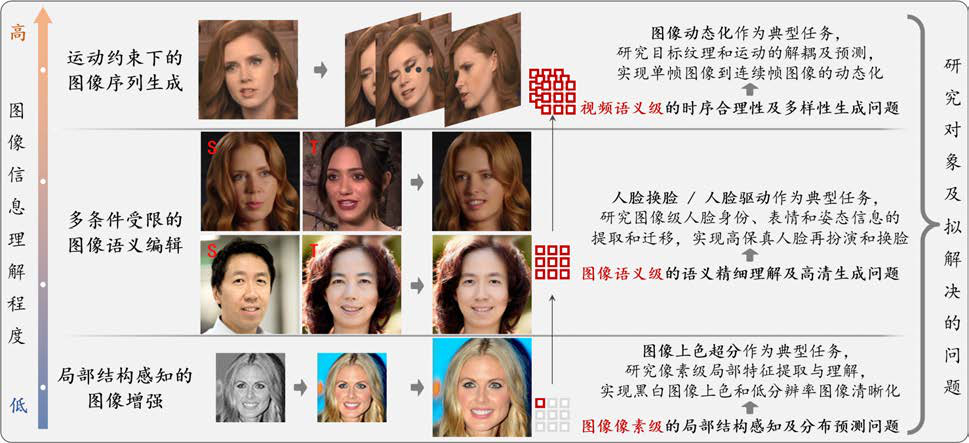 高
图像信息理解程度
低
运动约束下的
图像序列生成
图像动态化作为典型任务，
研究目标纹理和运动的解耦及预测，
实现单帧图像到连续帧图像的动态化
视频语义级的时序合理性及多样性生成问题
S
T
多条件受限的
图像语义编辑
S
T
人脸换脸 / 人脸驱动作为典型任务，
研究图像级人脸身份、表情和姿态信息的
提取和迁移，实现高保真人脸再扮演和换脸
图像语义级的语义精细理解及高清生成问题
局部结构感知的
图像增强
图像上色超分作为典型任务，
研究像素级局部特征提取与理解，
实现黑白图像上色和低分辨率图像清晰化
图像像素级的局部结构感知及分布预测问题
研究对象及拟解决的问题